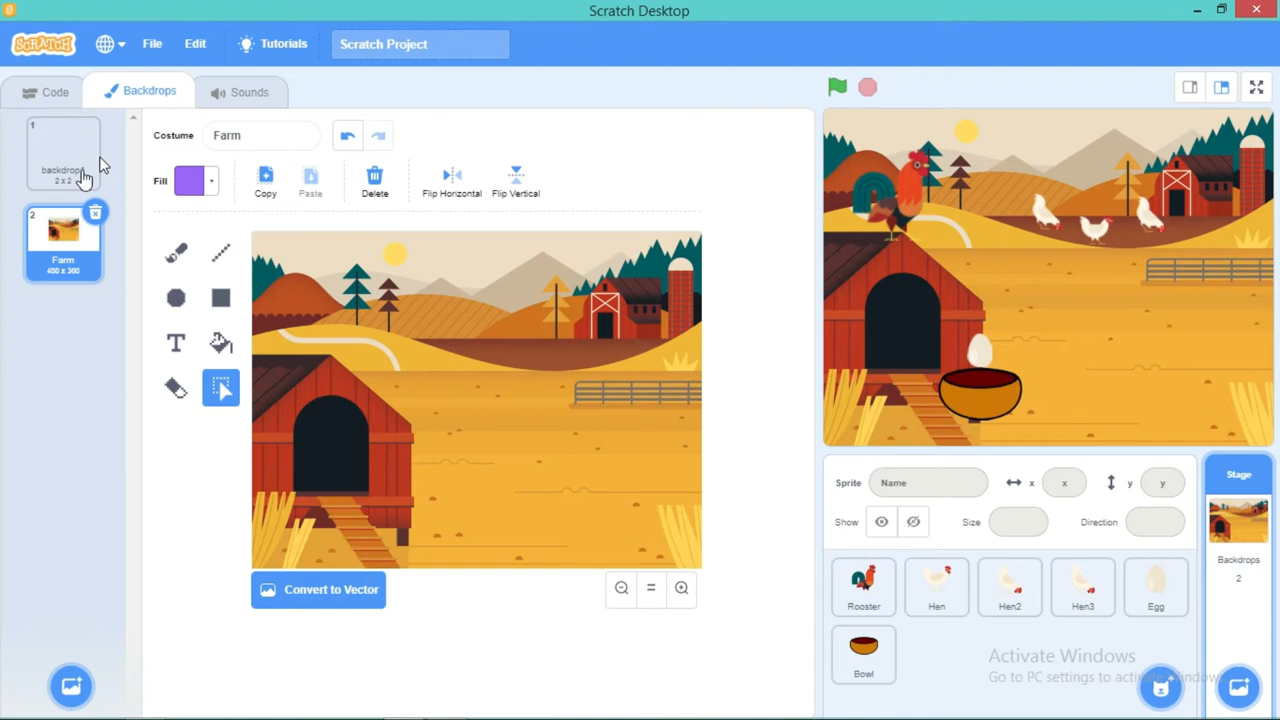 Scratch Desktop
SCRATCH File Edit Tutorials Scratch Project
Code Backdrops Sounds
1
2 x 2
2
Farm
480 x 360
Costume Farm
Fill Copy Paste Delete Flip Horizontal Flip Vertical
T
Convert to Vector
Sprite Name x x y y
Show Size Direction
Stage
Backdrops
2
Rooster Hen Hen2 Hen3 Egg
Bowl
Activate Windows
Go to PC settings to